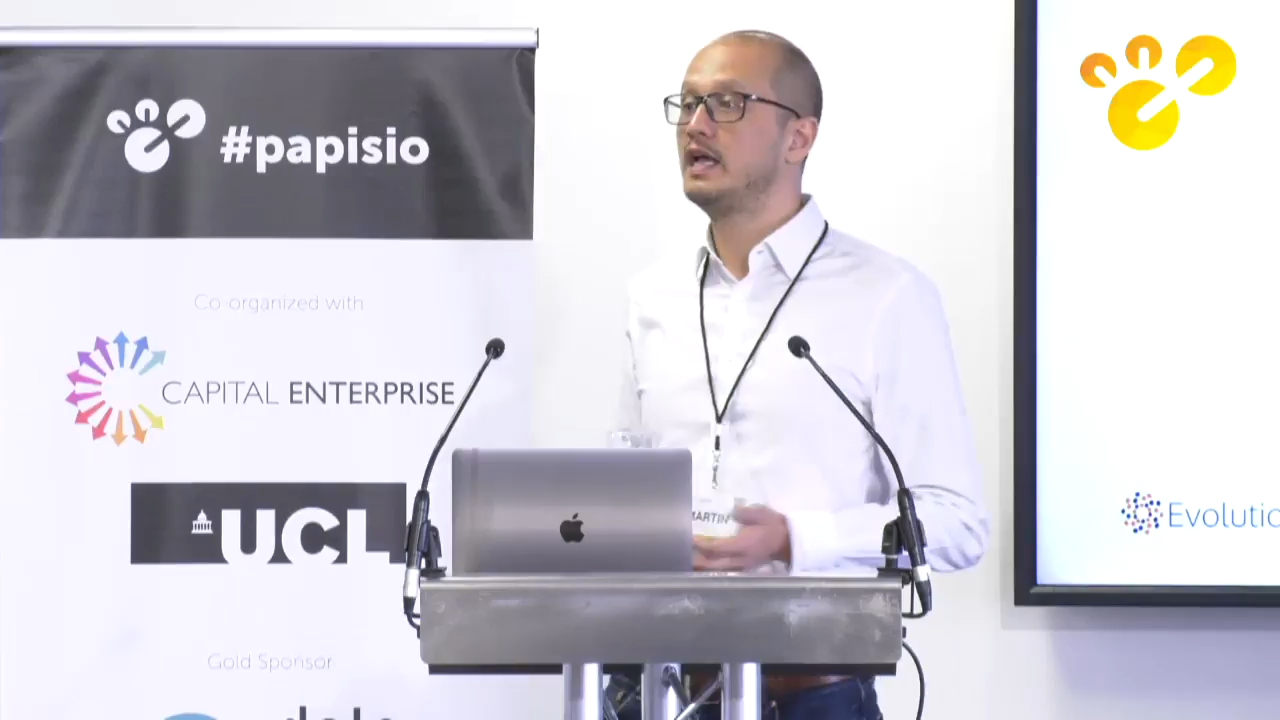 #papisio
Co-organized with
CAPITAL ENTERPRISE
UCL
Gold Sponsor
MARTIN
Evolutio